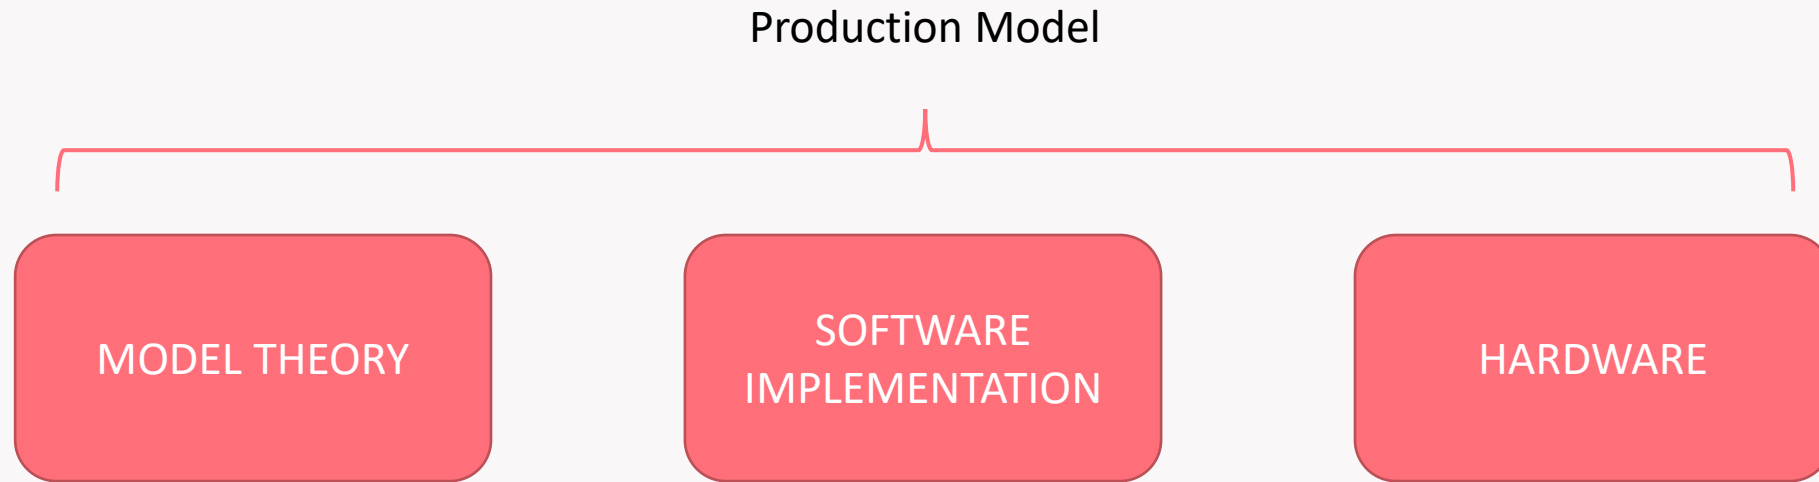 Production Model
MODEL THEORY
SOFTWARE
IMPLEMENTATION
HARDWARE